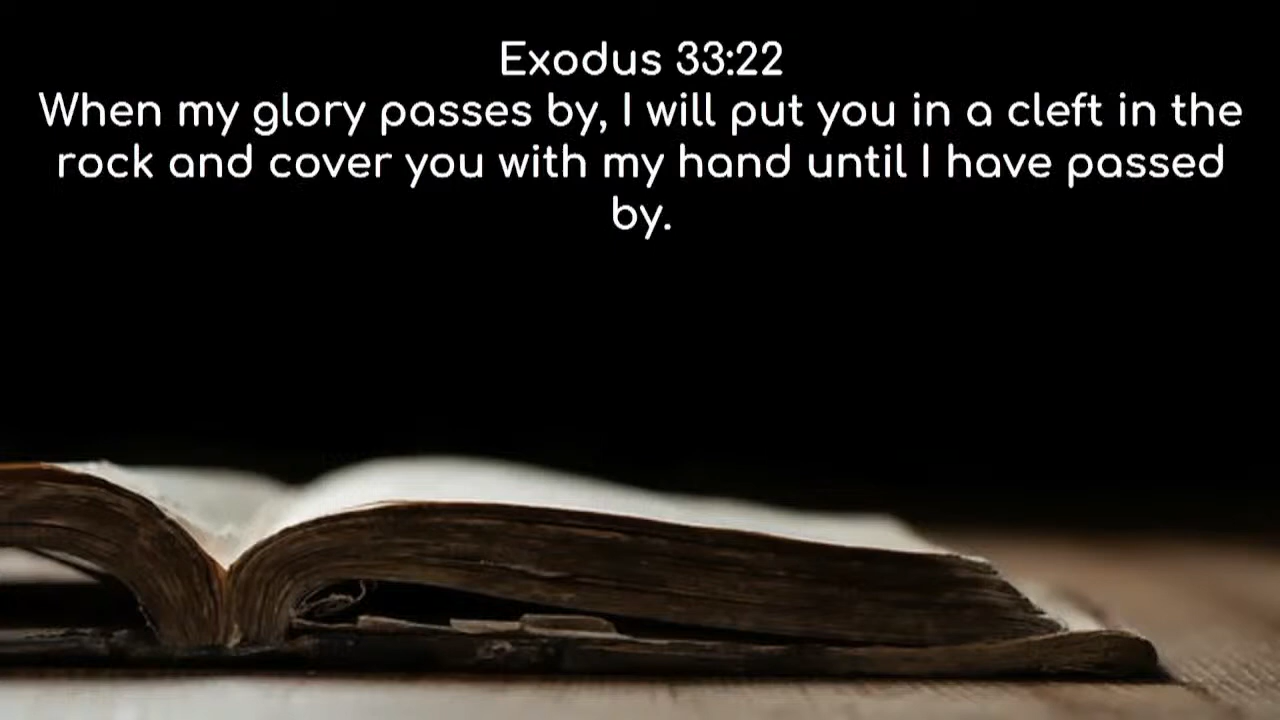 Exodus 33:22
When my glory passes by, I will put you in a cleft in the
rock and cover you with my hand until I have passed
by.